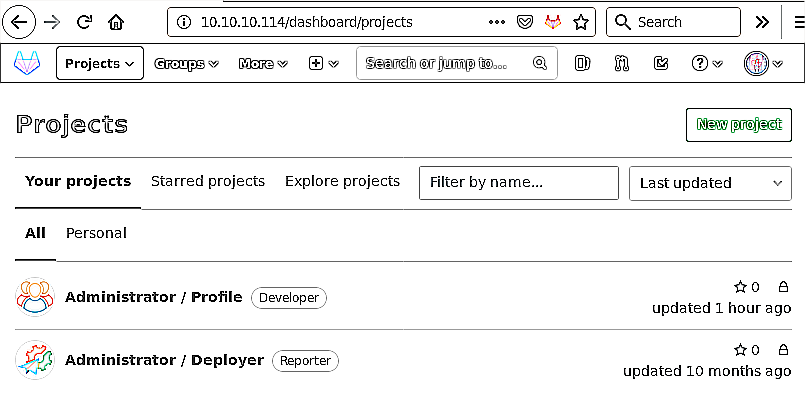 10.10.10.114/dashboard/projects Search
Projects Groups More Search or jump to...
Projects New project
Your projects Starred projects Explore projects Filter by name... Last updated
All Personal
Administrator / Profile Developer 0
updated 1 hour ago
Administrator / Deployer Reporter 0
updated 10 months ago